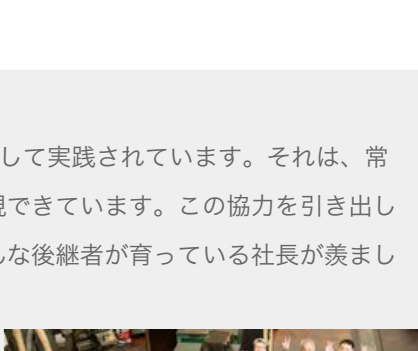 して実践されています。それは、常
できています。この協力を引き出し
な後継者が育っている社長が羨まし